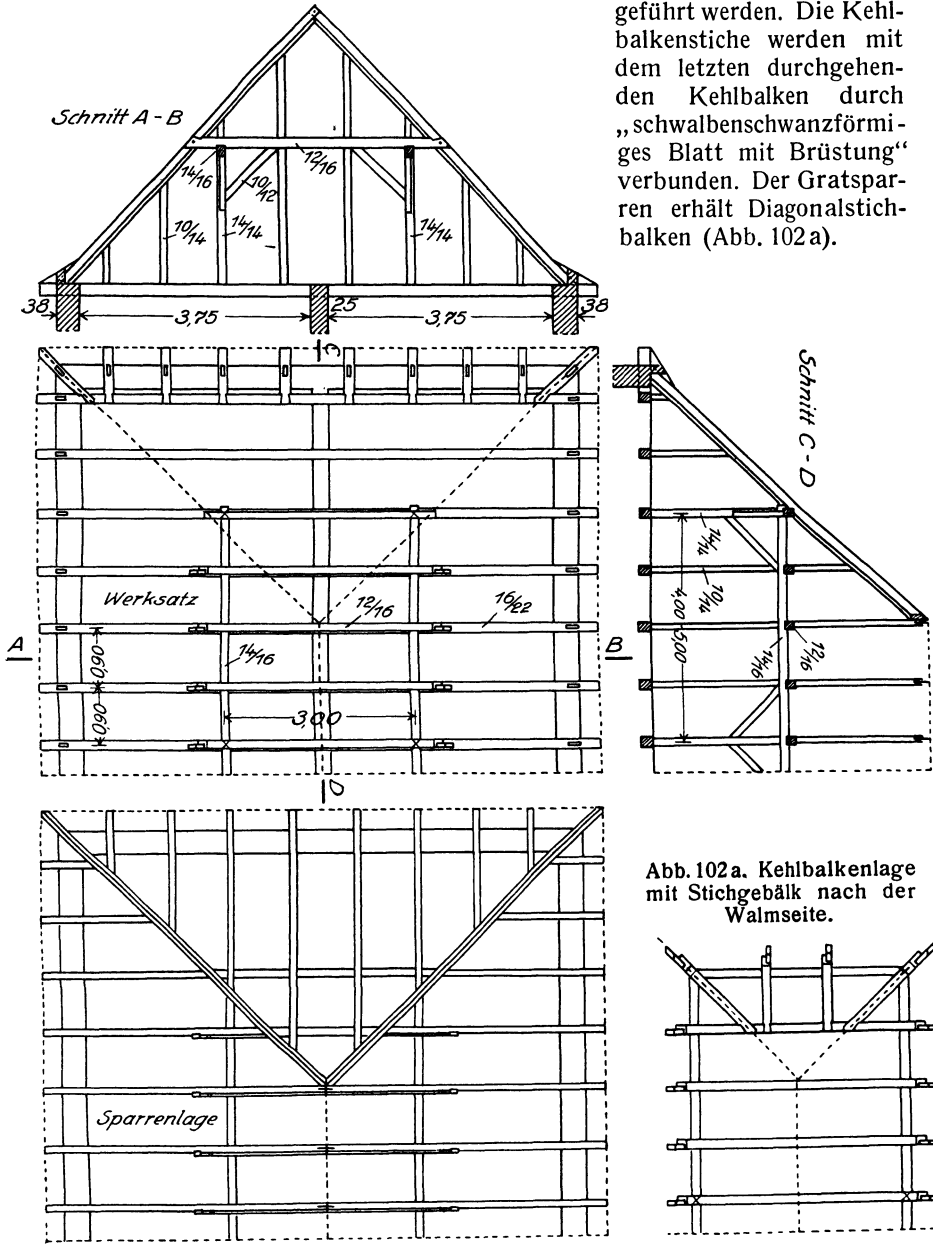 geführt werden. Die Kehl-
balkenstiche werden mit
dem letzten durchgehen-
den Kehlbalken durch
„schwalbenschwanzförmi-
ges Blatt mit Brüstung“
verbunden. Der Gratspar-
ren erhält Diagonalstich-
balken (Abb. 102a).
Schnitt A-B
14/16
10/12
12/16
10/14
14/14
14/14
38
3,75
25
3,75
38
C
Schnitt C-D
Werksatz
12/16
16/22
A
14/16
B
0,90
0,90
3,00
D
14/14
10/14
4,00-5,00
14/16
12/16
Sparrenlage
Abb. 102a. Kehlbalkenlage
mit Stichgebälk nach der
Walmseite.